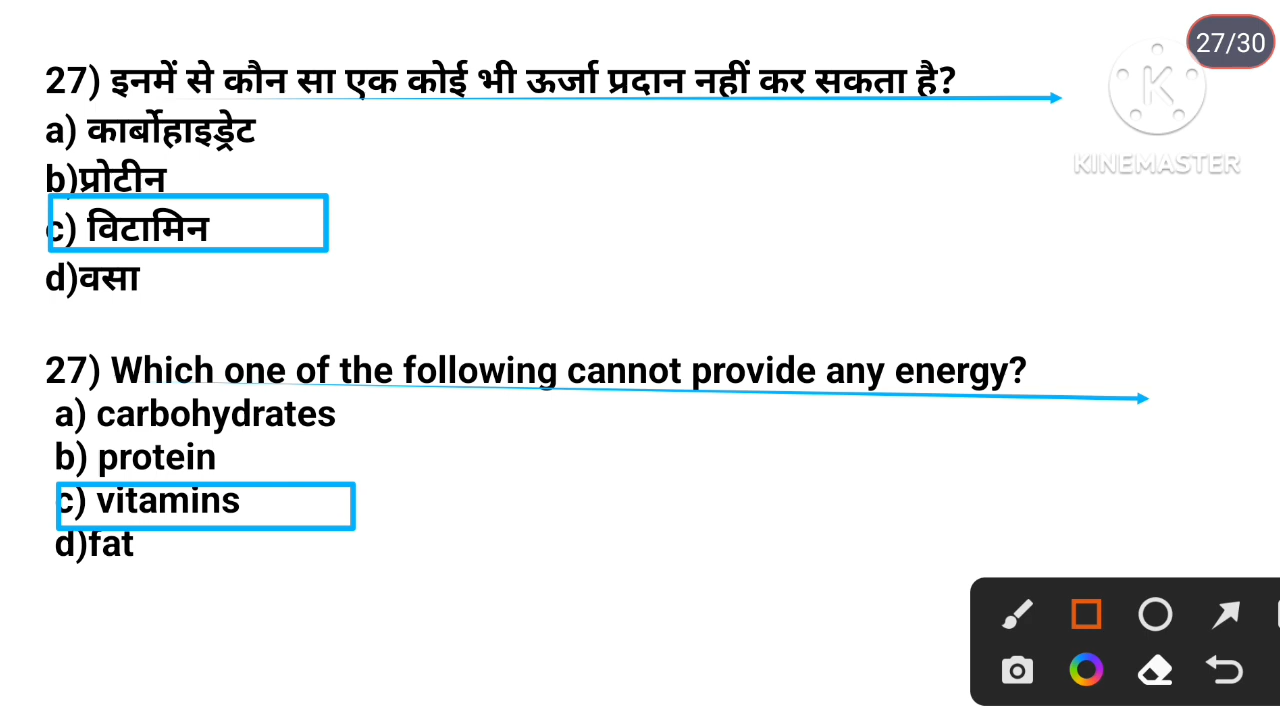 27/30
27) इनमें से कौन सा एक कोई भी ऊर्जा प्रदान नहीं कर सकता है?
a) कार्बोहाइड्रेट
b)प्रोटीन
c) विटामिन
d)वसा
KINEMASTER
27) Which one of the following cannot provide any energy?
a) carbohydrates
b) protein
c) vitamins
d)fat